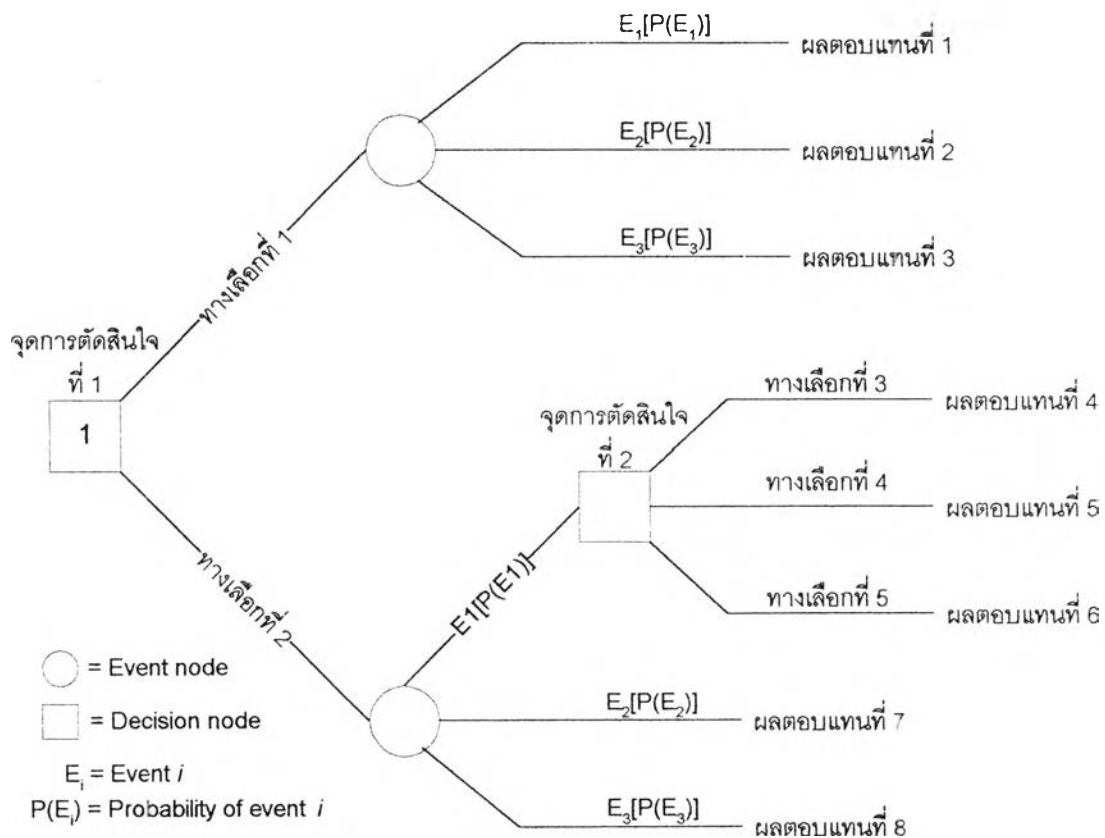 E₁[P(E₁)]
ผลตอบแทนที่ 1
E₂[P(E₂)]
ผลตอบแทนที่ 2
E₃[P(E₃)]
ผลตอบแทนที่ 3
ทางเลือกที่ 1
จุดการตัดสินใจ
ที่ 1
1
ทางเลือกที่ 3
ผลตอบแทนที่ 4
จุดการตัดสินใจ
ที่ 2
ทางเลือกที่ 4
ผลตอบแทนที่ 5
ทางเลือกที่ 5
ผลตอบแทนที่ 6
E1[P(E1)]
ทางเลือกที่ 2
E₂[P(E₂)]
ผลตอบแทนที่ 7
E₃[P(E₃)]
ผลตอบแทนที่ 8
= Event node
= Decision node
Eᵢ = Event i
P(Eᵢ) = Probability of event i